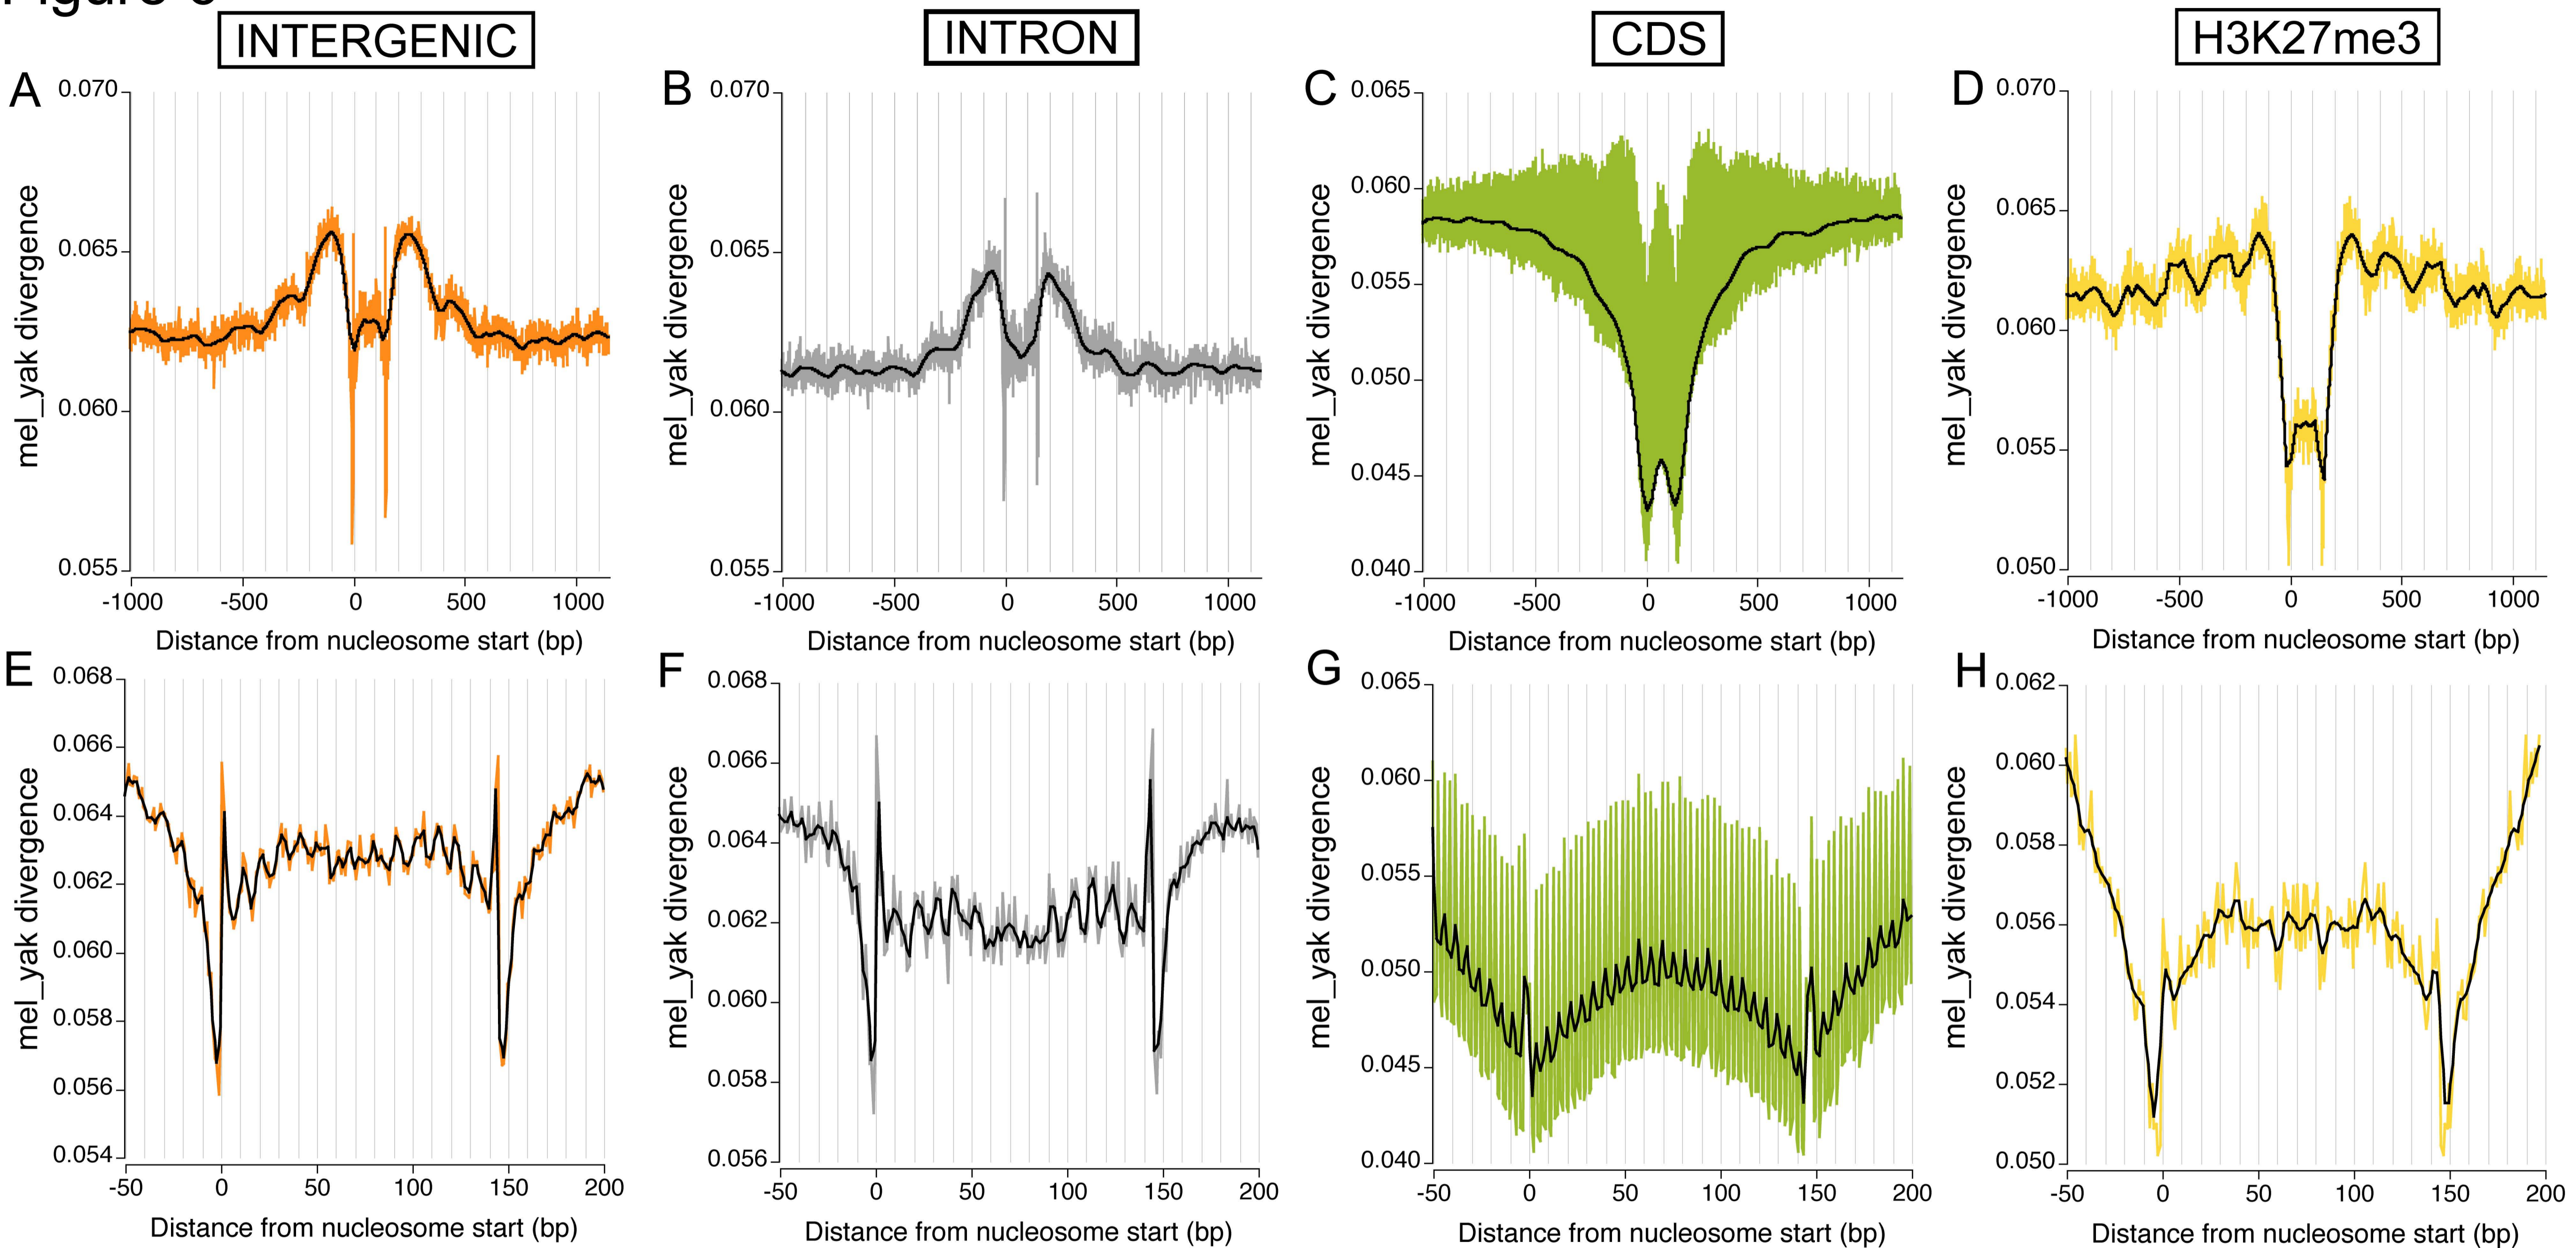 INTERGENIC
INTRON
CDS
H3K27me3
A
mel_yak divergence
0.070
0.065
0.060
0.055
-1000 -500 0 500 1000
Distance from nucleosome start (bp)
B
mel_yak divergence
0.070
0.065
0.060
0.055
-1000 -500 0 500 1000
Distance from nucleosome start (bp)
C
mel_yak divergence
0.065
0.060
0.055
0.050
0.045
0.040
-1000 -500 0 500 1000
Distance from nucleosome start (bp)
D
mel_yak divergence
0.070
0.065
0.060
0.055
0.050
-1000 -500 0 500 1000
Distance from nucleosome start (bp)
E
mel_yak divergence
0.068
0.066
0.064
0.062
0.060
0.058
0.056
0.054
-50 0 50 100 150 200
Distance from nucleosome start (bp)
F
mel_yak divergence
0.068
0.066
0.064
0.062
0.060
0.058
0.056
-50 0 50 100 150 200
Distance from nucleosome start (bp)
G
mel_yak divergence
0.065
0.060
0.055
0.050
0.045
0.040
-50 0 50 100 150 200
Distance from nucleosome start (bp)
H
mel_yak divergence
0.062
0.060
0.058
0.056
0.054
0.052
0.050
-50 0 50 100 150 200
Distance from nucleosome start (bp)